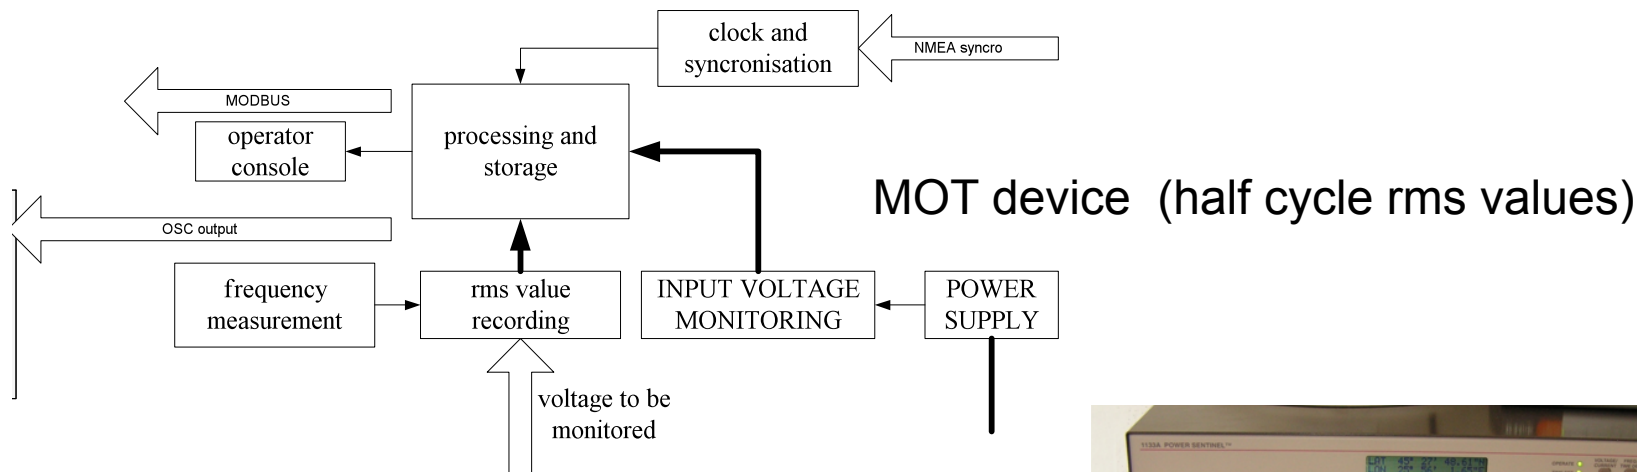 clock and
syncronisation
NMEA syncro
MODBUS
operator
console
processing and
storage
MOT device (half cycle rms values)
OSC output
frequency
measurement
rms value
recording
INPUT VOLTAGE
MONITORING
POWER
SUPPLY
voltage to be
monitored
1133A POWER SENTINEL™